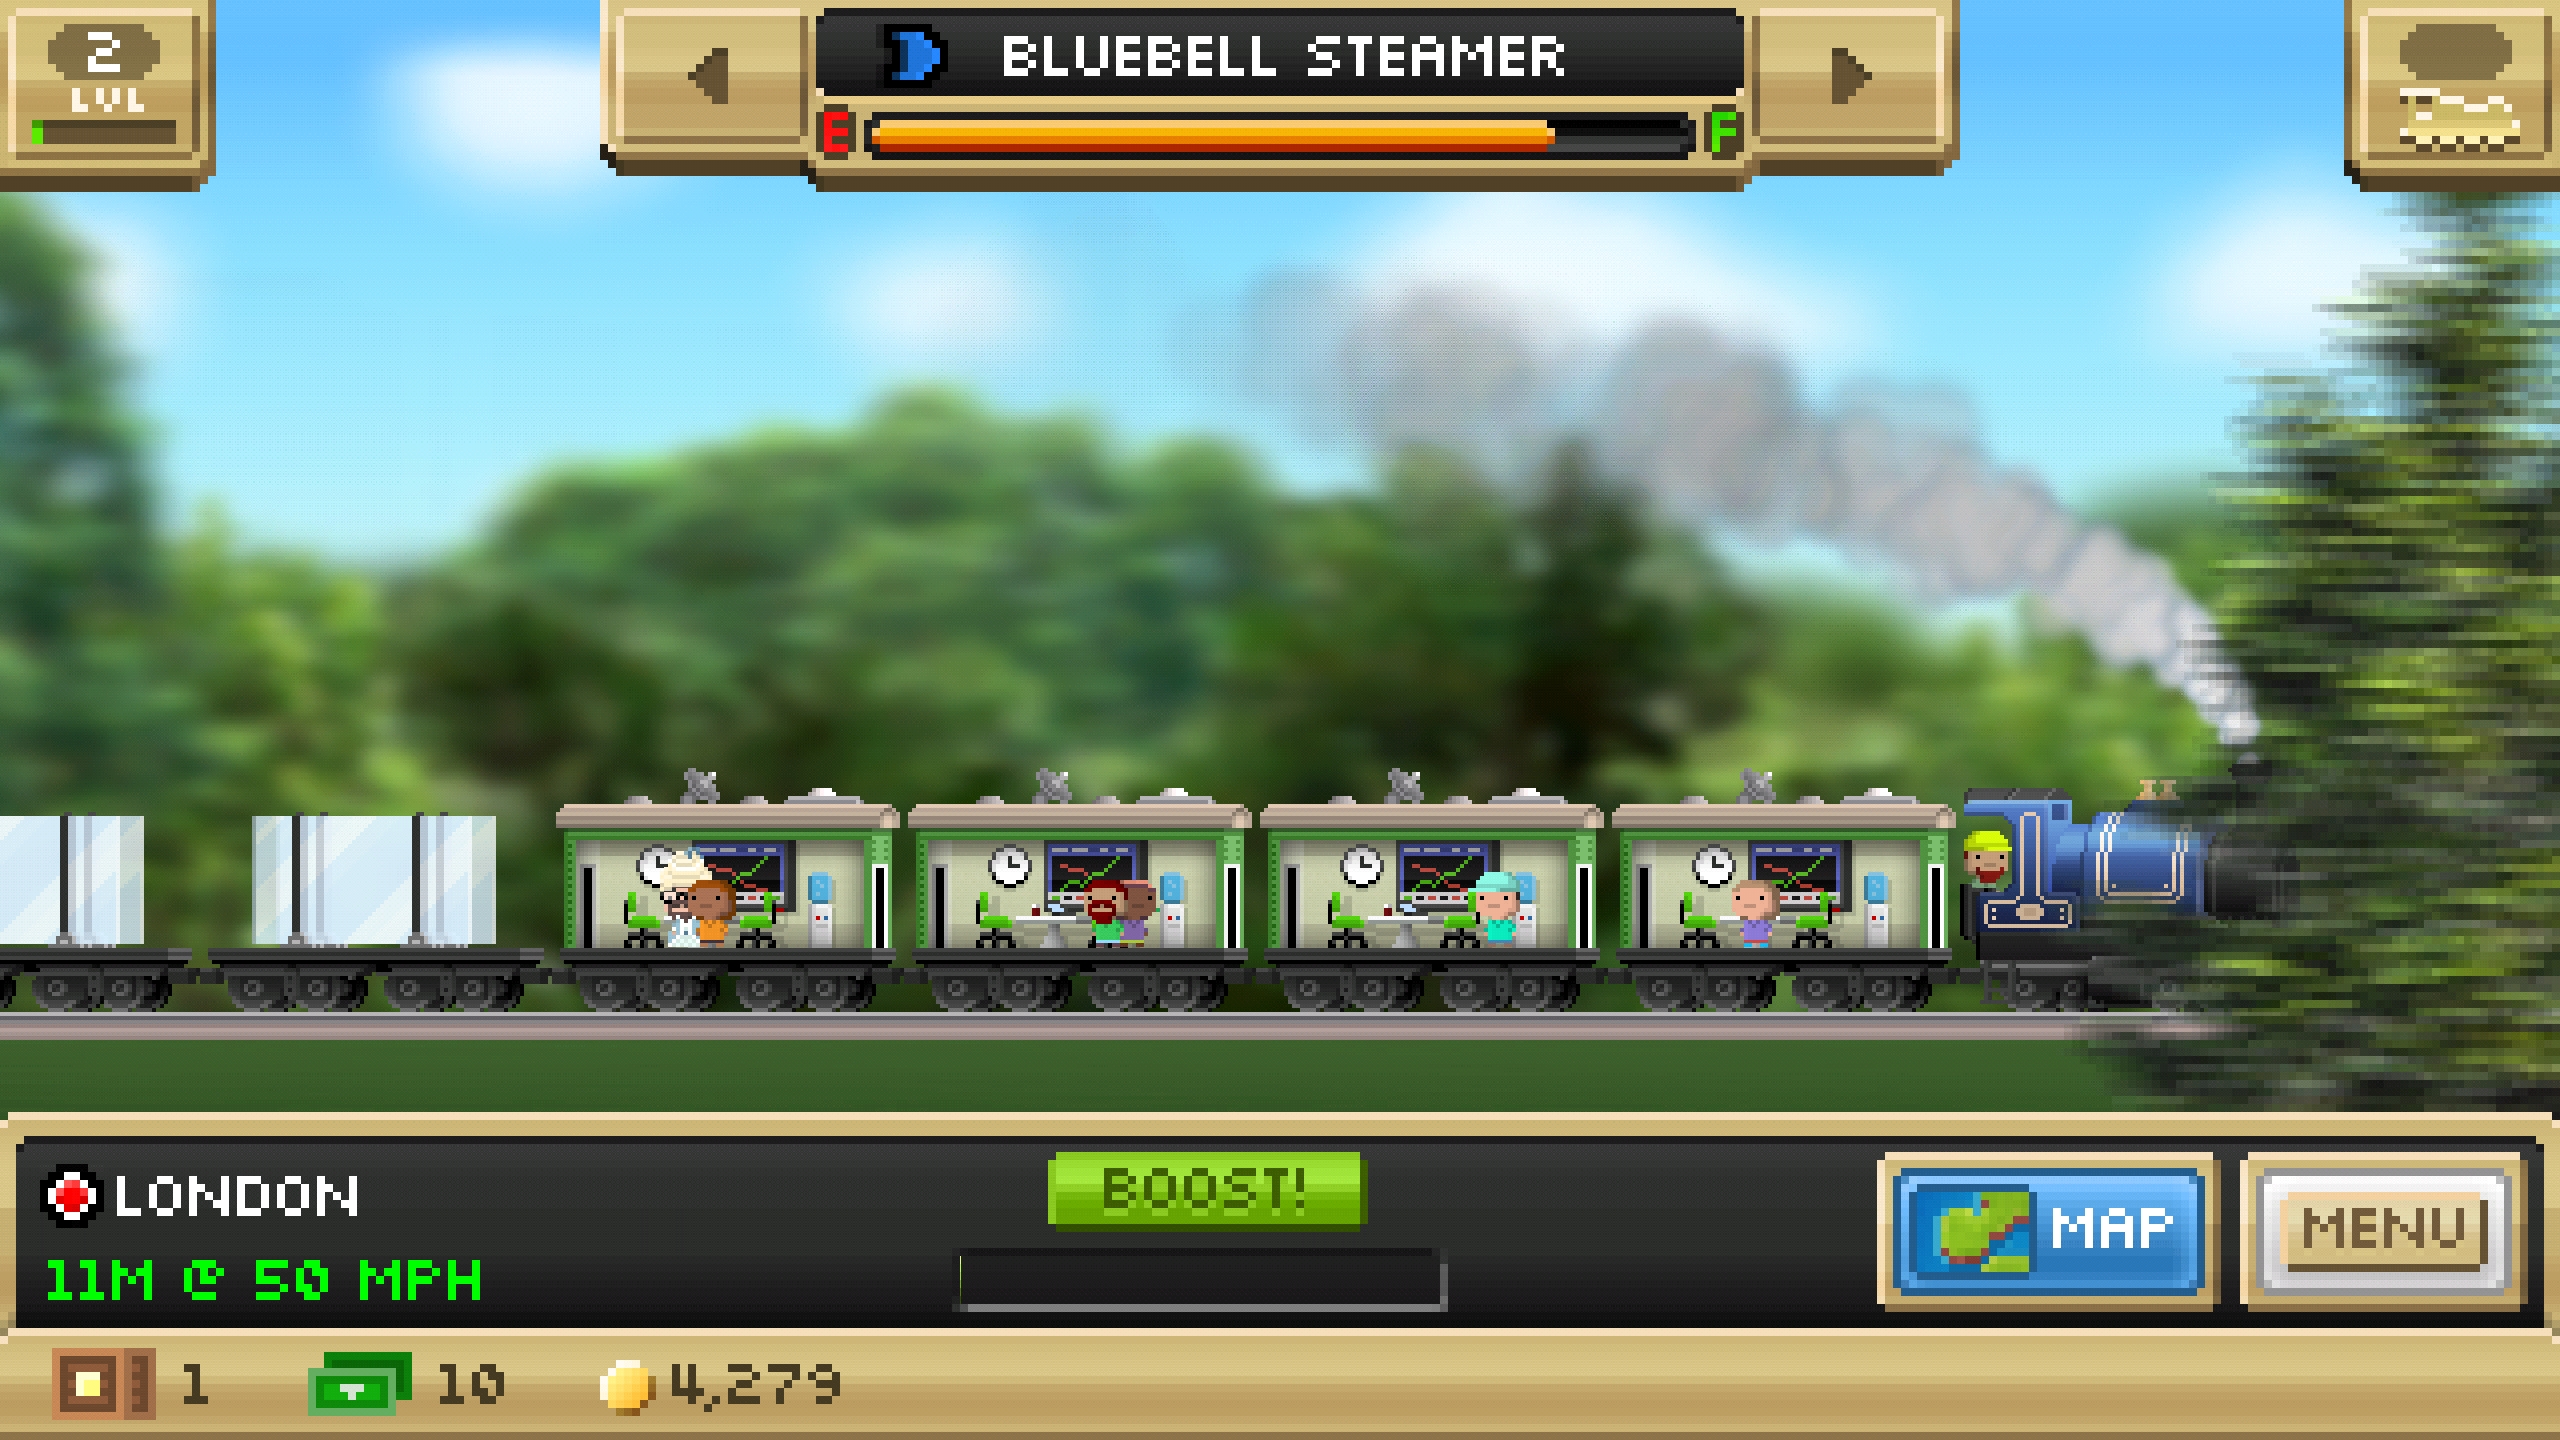 2
LVL
BLUEBELL STEAMER
E F
LONDON
11M @ 50 MPH
BOOST!
MAP
MENU
1 10 4,279